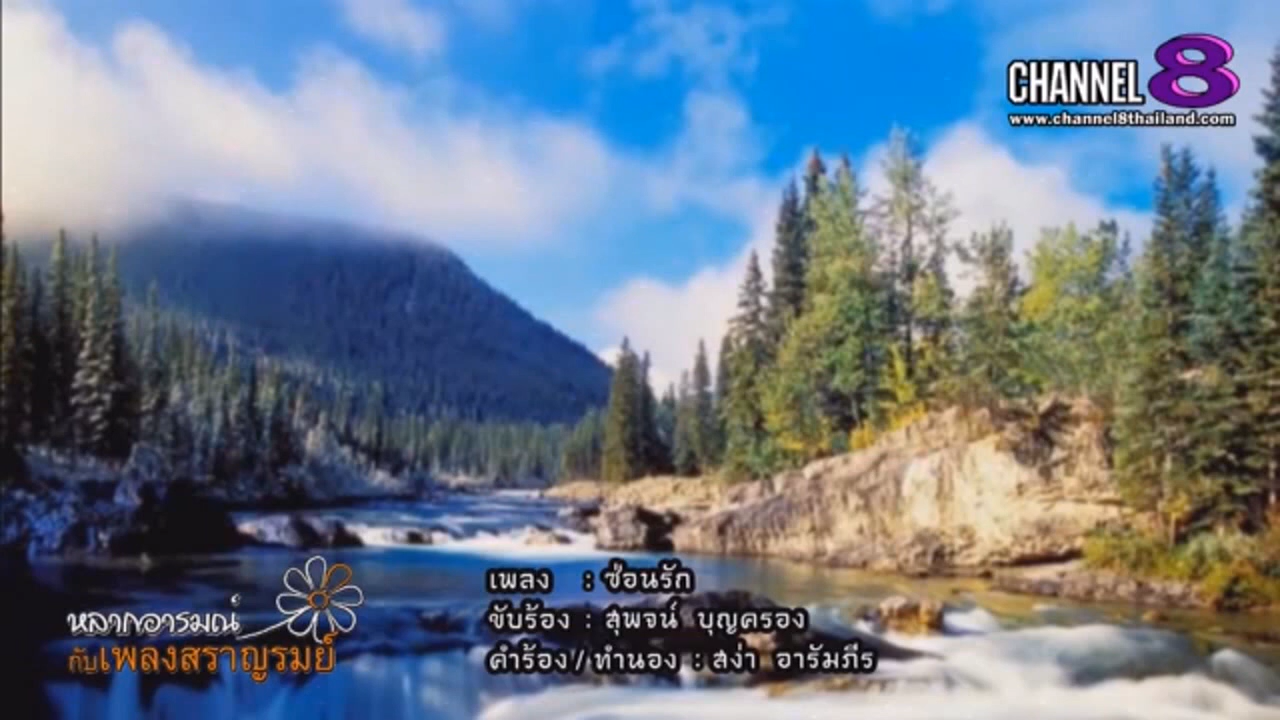 CHANNEL 8
www.channel8thailand.com
หลากอารมณ์
กับเพลงสราญรมย์
เพลง : ซ่อนรัก
ขับร้อง : สุพจน์ บุญครอง
คำร้อง / ทำนอง : สง่า อารัมภีร